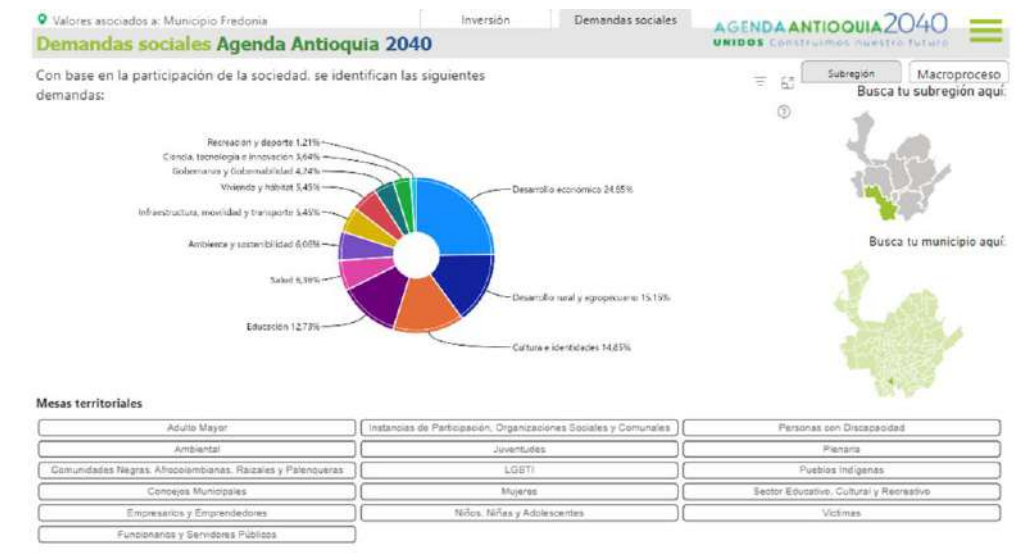 Valores asociados a: Municipio Fredonia
Inversión
Demandas sociales
AGENDA ANTIOQUIA 2040
UNIDOS Construimos nuestro futuro
Demandas sociales Agenda Antioquia 2040
Con base en la participación de la sociedad, se identifican las siguientes
demandas:
Subregión
Macroproceso
Busca tu subregión aquí:
Recreación y deporte 1,21%
Ciencia, tecnología e innovación 3,64%
Gobernanza y Gobernabilidad 4,24%
Vivienda y hábitat 5,45%
Infraestructura, movilidad y transporte 5,45%
Ambiente y sostenibilidad 6,06%
Salud 6,36%
Educación 12,73%
Desarrollo económico 24,85%
Desarrollo rural y agropecuario 15,15%
Cultura e identidades 14,85%
Busca tu municipio aquí:
Mesas territoriales
Adulto Mayor
Instancias de Participación, Organizaciones Sociales y Comunales
Personas con Discapacidad
Ambiental
Juventudes
Plenaria
Comunidades Negras, Afrocolombianas, Raizales y Palenqueras
LGBTI
Pueblos Indígenas
Concejos Municipales
Mujeres
Sector Educativo, Cultural y Recreativo
Empresarios y Emprendedores
Niños, Niñas y Adolescentes
Víctimas
Funcionarios y Servidores Públicos